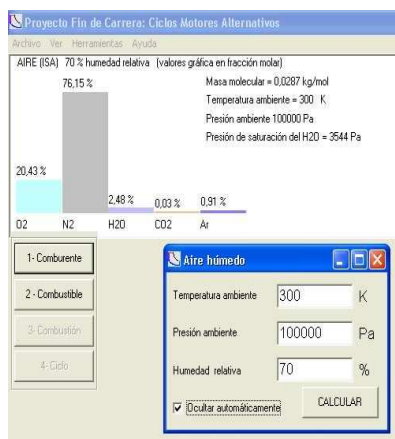 Proyecto Fin de Carrera: Ciclos Motores Alternativos
Archivo Ver Herramientas Ayuda
AIRE (ISA) 70 % humedad relativa (valores gráfica en fracción molar)
76,15 %
Masa molecular = 0,0287 kg/mol
Temperatura ambiente = 300 K
Presión ambiente 100000 Pa
Presión de saturación del H2O = 3544 Pa
20,43 %
2,48 %
0,03 %
0,91 %
O2 N2 H2O CO2 Ar
1- Comburente
2 - Combustible
3- Combustión
4- Ciclo
Aire húmedo
Temperatura ambiente 300 K
Presión ambiente 100000 Pa
Humedad relativa 70 %
Ocultar automáticamente
CALCULAR